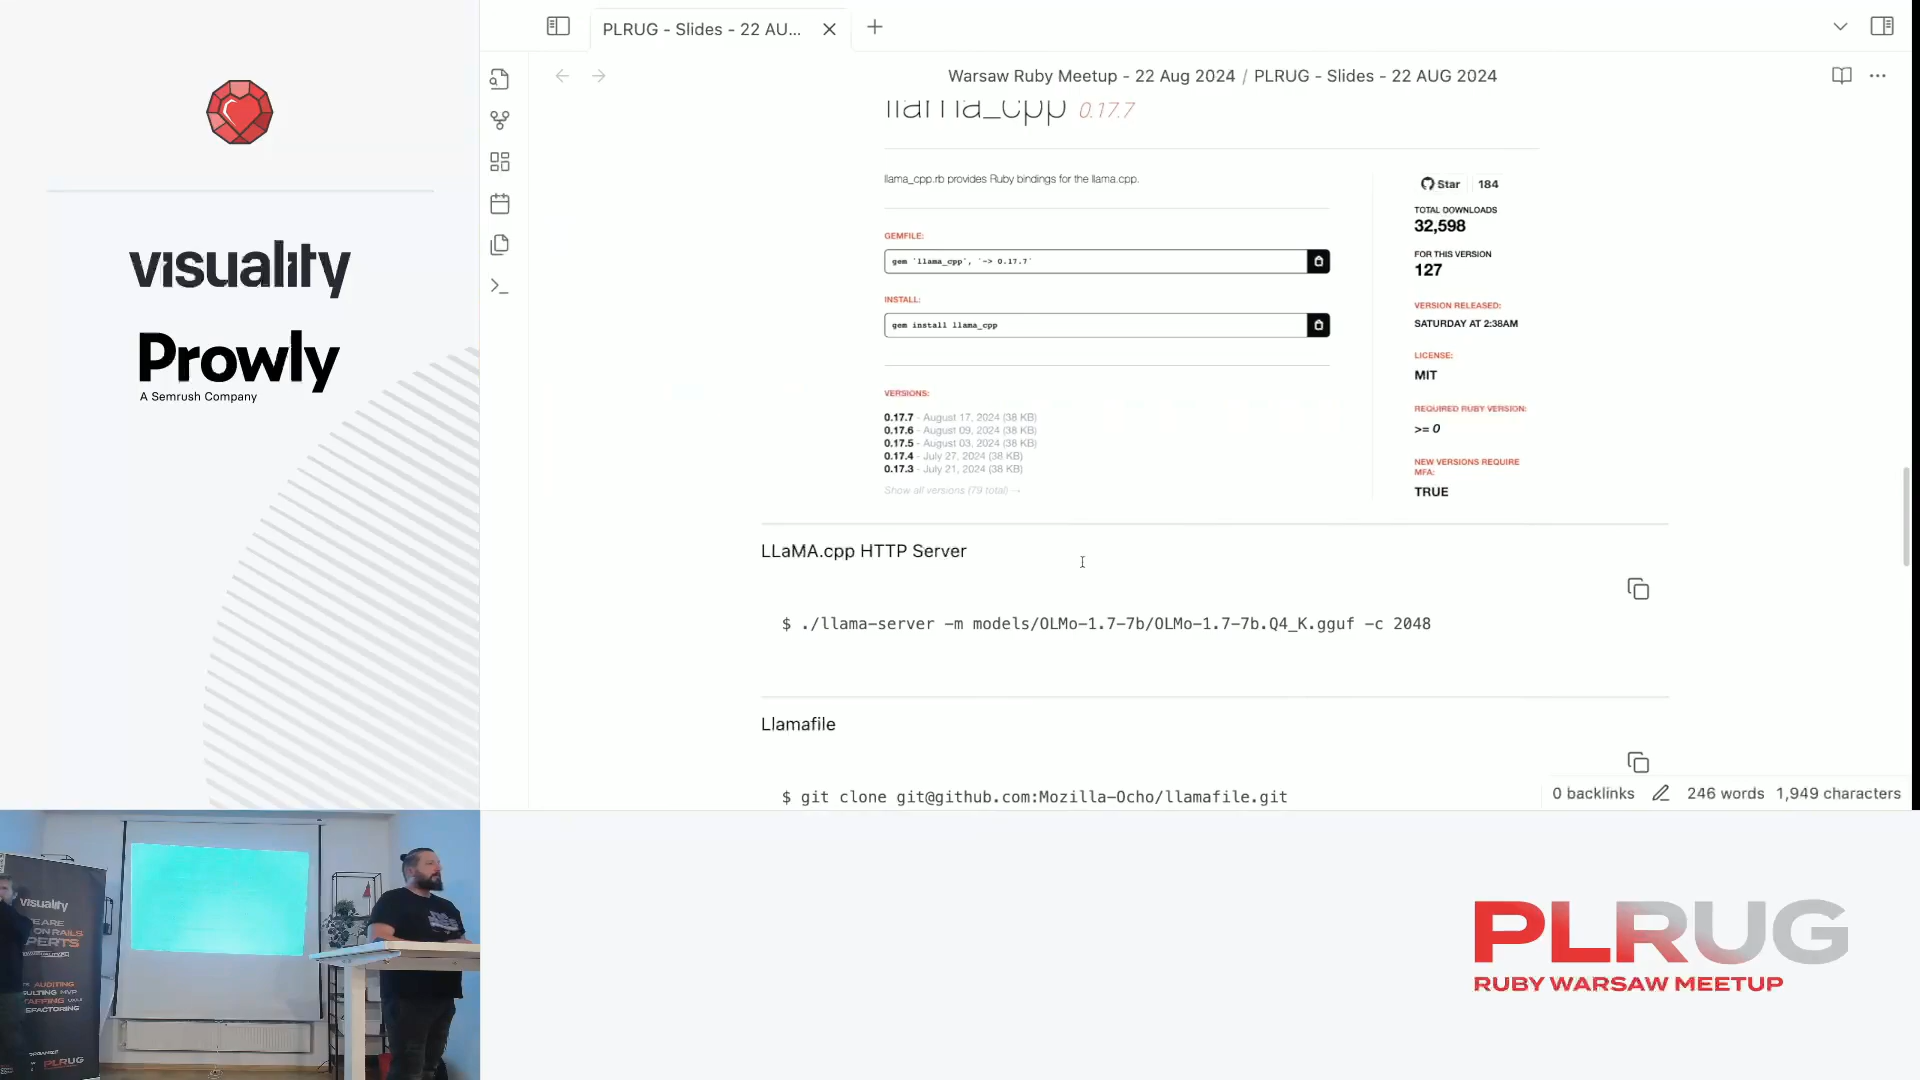 PLRUG - Slides - 22 AU...
Warsaw Ruby Meetup - 22 Aug 2024 / PLRUG - Slides - 22 AUG 2024
llama_cpp 0.17.7
llama_cpp.rb provides Ruby bindings for the llama.cpp.
GEMFILE:
gem 'llama_cpp', '~> 0.17.7'
INSTALL:
gem install llama_cpp
VERSIONS:
0.17.7 - August 17, 2024 (38 KB)
0.17.6 - August 09, 2024 (38 KB)
0.17.5 - August 03, 2024 (38 KB)
0.17.4 - July 27, 2024 (38 KB)
0.17.3 - July 21, 2024 (38 KB)
Show all versions (79 total) →
Star 184
TOTAL DOWNLOADS
32,598
FOR THIS VERSION
127
VERSION RELEASED:
SATURDAY AT 2:38AM
LICENSE:
MIT
REQUIRED RUBY VERSION:
>= 0
NEW VERSIONS REQUIRE
MFA:
TRUE
LLaMA.cpp HTTP Server
$ ./llama-server -m models/OLMo-1.7-7b/OLMo-1.7-7b.Q4_K.gguf -c 2048
Llamafile
$ git clone git@github.com:Mozilla-Ocho/llamafile.git
0 backlinks
246 words 1,949 characters
visuality
Prowly
A Semrush Company
visuality
ON RAILS
AUDITING
MVP
PLRUG
PLRUG
RUBY WARSAW MEETUP